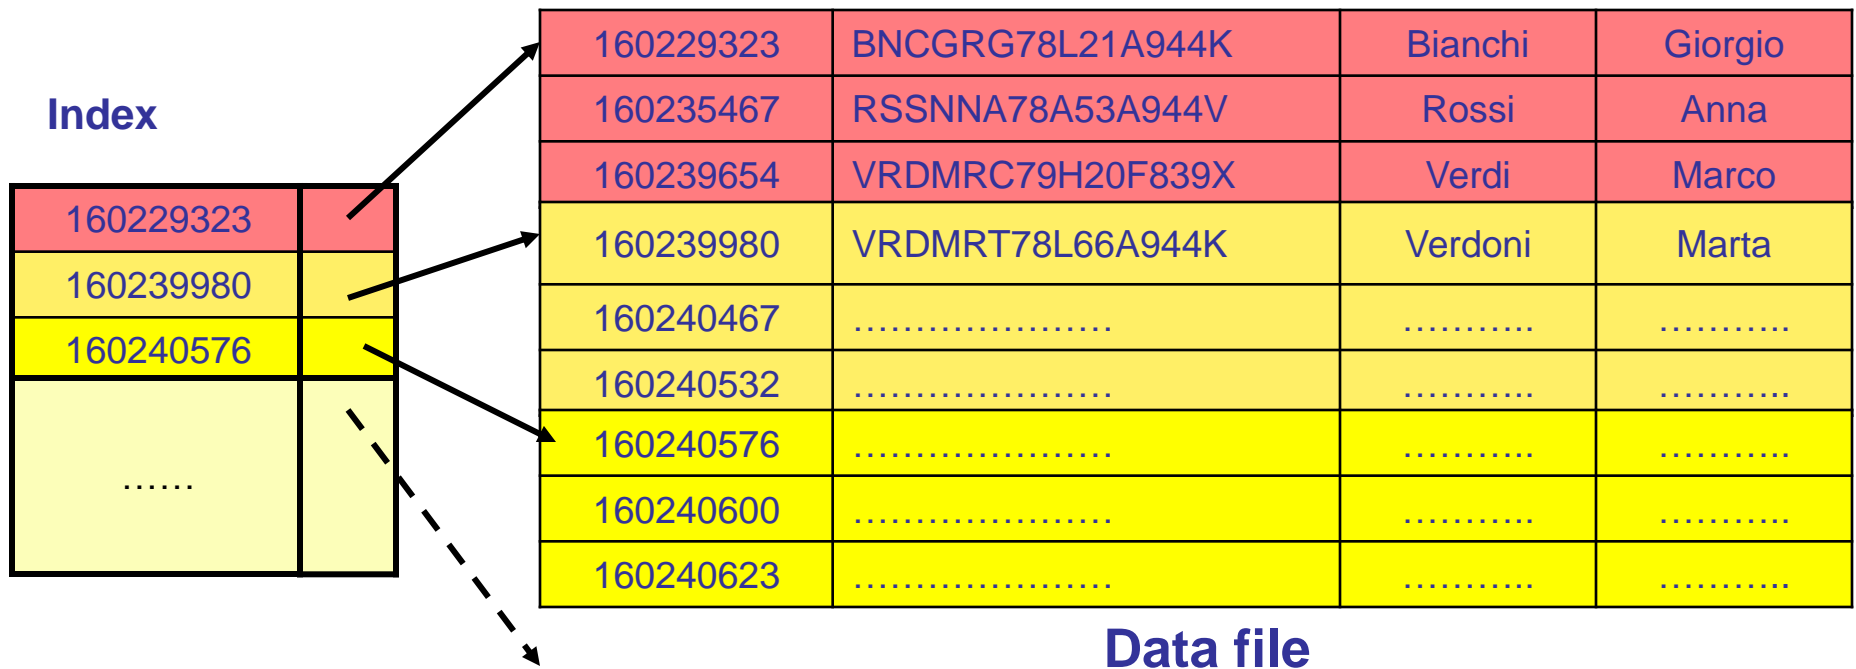 Index
160229323
160239980
160240576
......
160229323 BNCGRG78L21A944K Bianchi Giorgio
160235467 RSSNNA78A53A944V Rossi Anna
160239654 VRDMRC79H20F839X Verdi Marco
160239980 VRDMRT78L66A944K Verdoni Marta
160240467 ………………… ……….. ………..
160240532 ………………… ……….. ………..
160240576 ………………… ……….. ………..
160240600 ………………… ……….. ………..
160240623 ………………… ……….. ………..
Data file